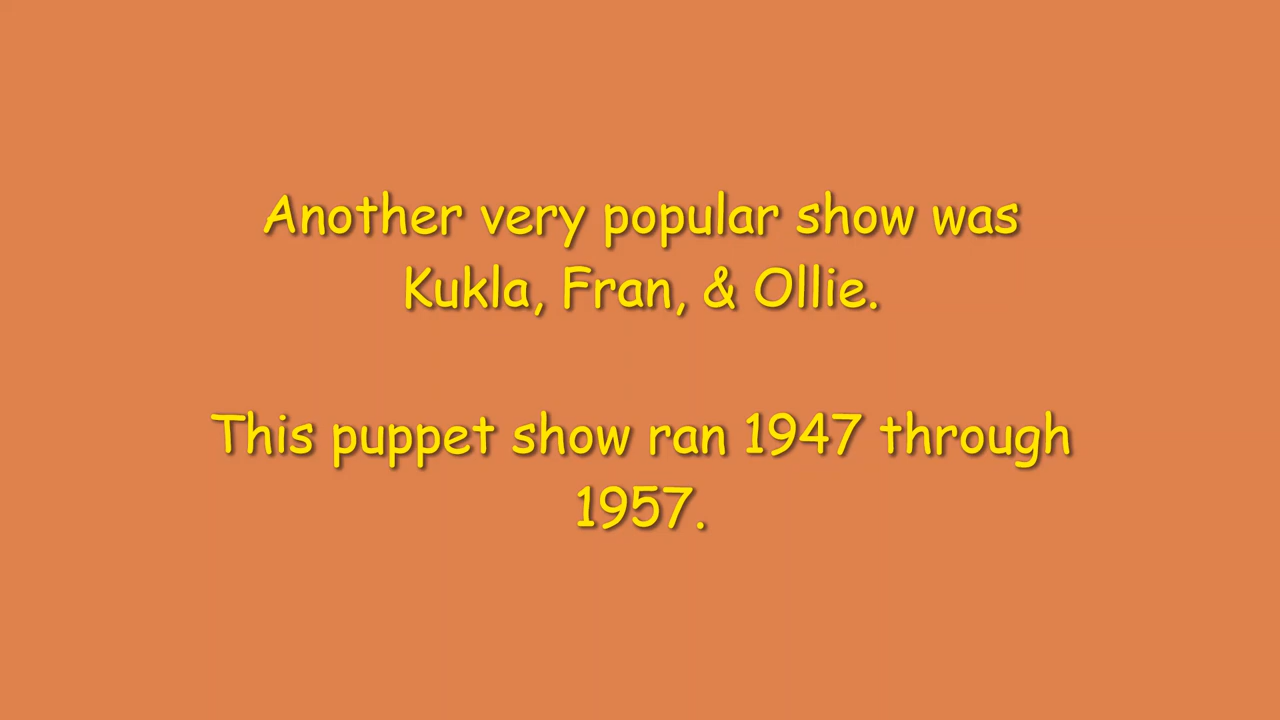 Another very popular show was
Kukla, Fran, & Ollie.
This puppet show ran 1947 through
1957.